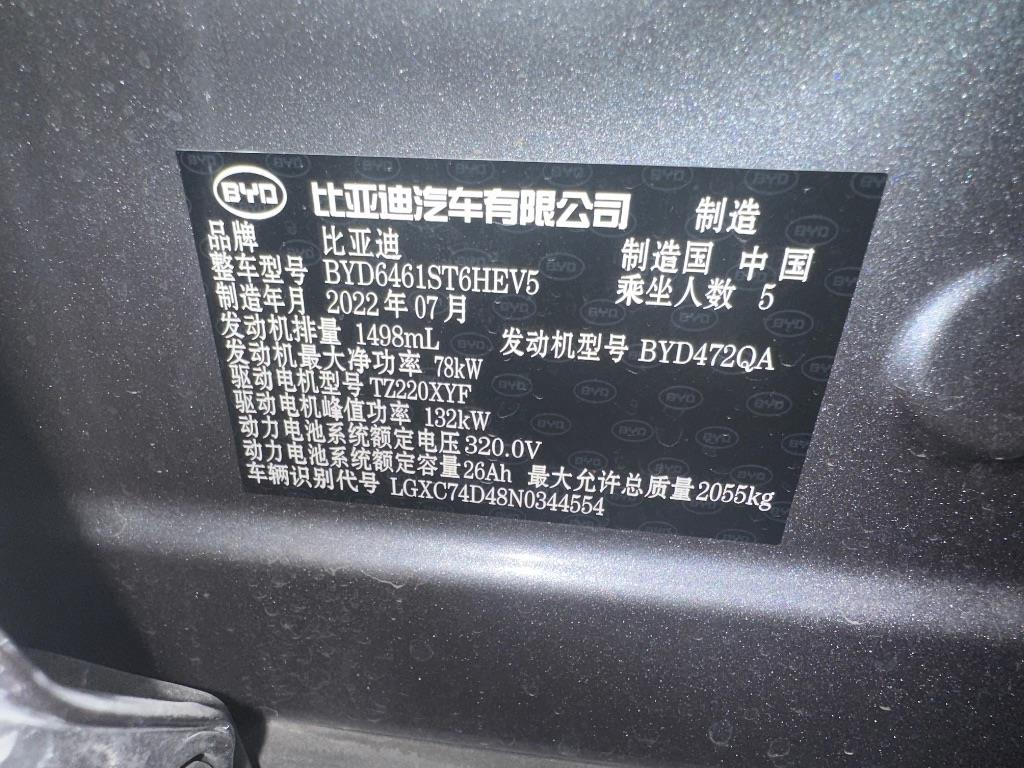 BYD 比亚迪汽车有限公司 制造
品牌 比亚迪 制造国 中国
整车型号 BYD6461ST6HEV5 乘坐人数 5
制造年月 2022年07月
发动机排量 1498mL 发动机型号 BYD472QA
发动机最大净功率 78kW
驱动电机型号 TZ220XYF
驱动电机峰值功率 132kW
动力电池系统额定电压 320.0V
动力电池系统额定容量 26Ah 最大允许总质量 2055kg
车辆识别代号 LGXC74D48N0344554